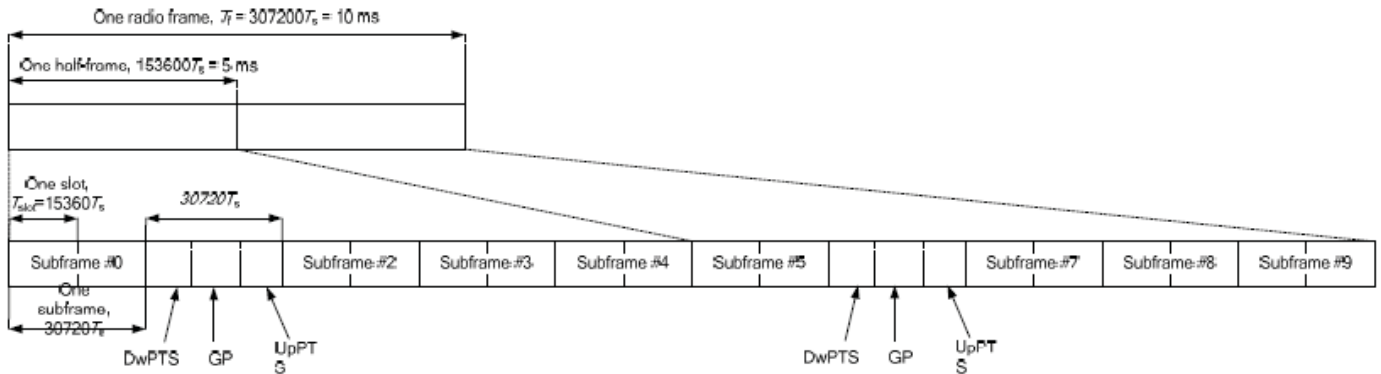 One radio frame, Tf = 307200Ts = 10 ms
One half-frame, 153600Ts = 5 ms
One slot,
Tslot=15360Ts
30720Ts
Subframe #0
Subframe #2
Subframe #3
Subframe #4
Subframe #5
Subframe #7
Subframe #8
Subframe #9
One
subframe,
30720Ts
DwPTS
GP
UpPT
S
DwPTS
GP
UpPT
S